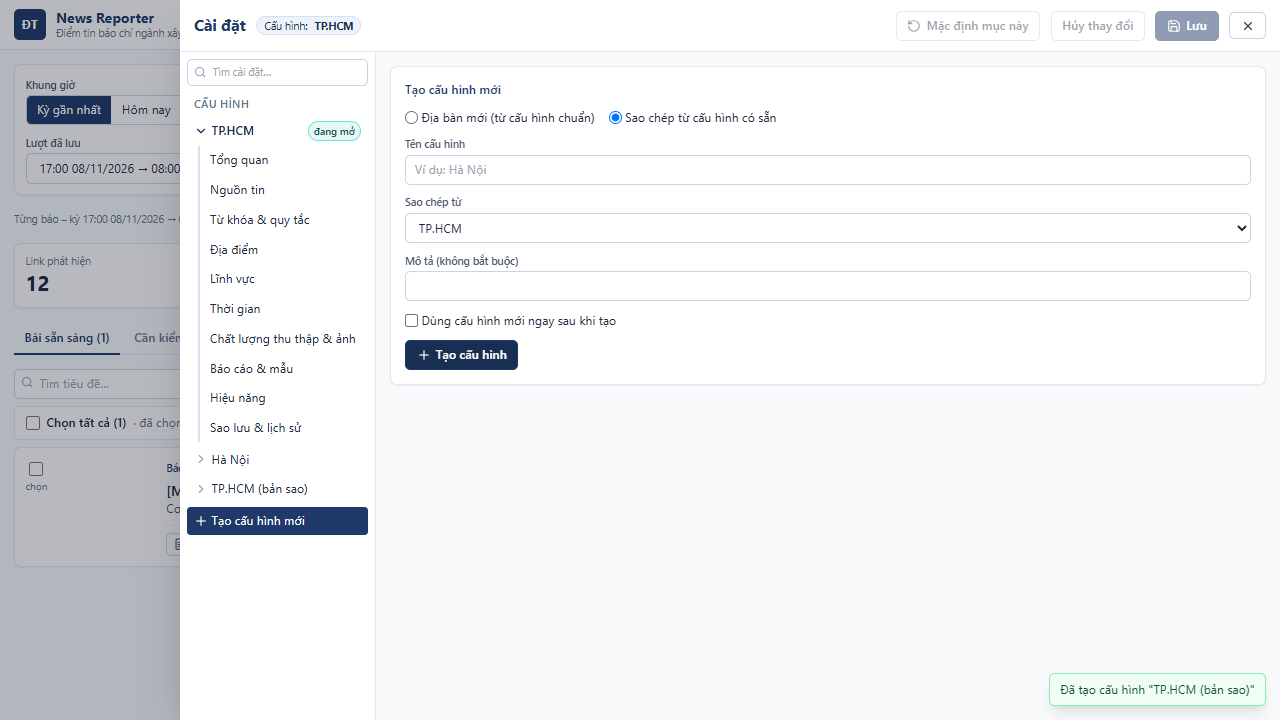 ĐT
News Reporter
Điểm tin báo chí ngành xây
Khung giờ
Kỳ gần nhất
Hôm nay
Lượt đã lưu
17:00 08/11/2026 → 08:00
Từng báo – kỳ 17:00 08/11/2026 →
Link phát hiện
12
Bài sẵn sàng (1)
Cần kiểm
Tìm tiêu đề...
Chọn tất cả (1) · đã chọn
chọn
Báo
[M
Cơ
Cài đặt
Cấu hình: TP.HCM
Mặc định mục này
Hủy thay đổi
Lưu
Tìm cài đặt...
CẤU HÌNH
TP.HCM
đang mở
Tổng quan
Nguồn tin
Từ khóa & quy tắc
Địa điểm
Lĩnh vực
Thời gian
Chất lượng thu thập & ảnh
Báo cáo & mẫu
Hiệu năng
Sao lưu & lịch sử
Hà Nội
TP.HCM (bản sao)
Tạo cấu hình mới
Tạo cấu hình mới
Địa bàn mới (từ cấu hình chuẩn)
Sao chép từ cấu hình có sẵn
Tên cấu hình
Ví dụ: Hà Nội
Sao chép từ
TP.HCM
Mô tả (không bắt buộc)
Dùng cấu hình mới ngay sau khi tạo
Tạo cấu hình
Đã tạo cấu hình "TP.HCM (bản sao)"